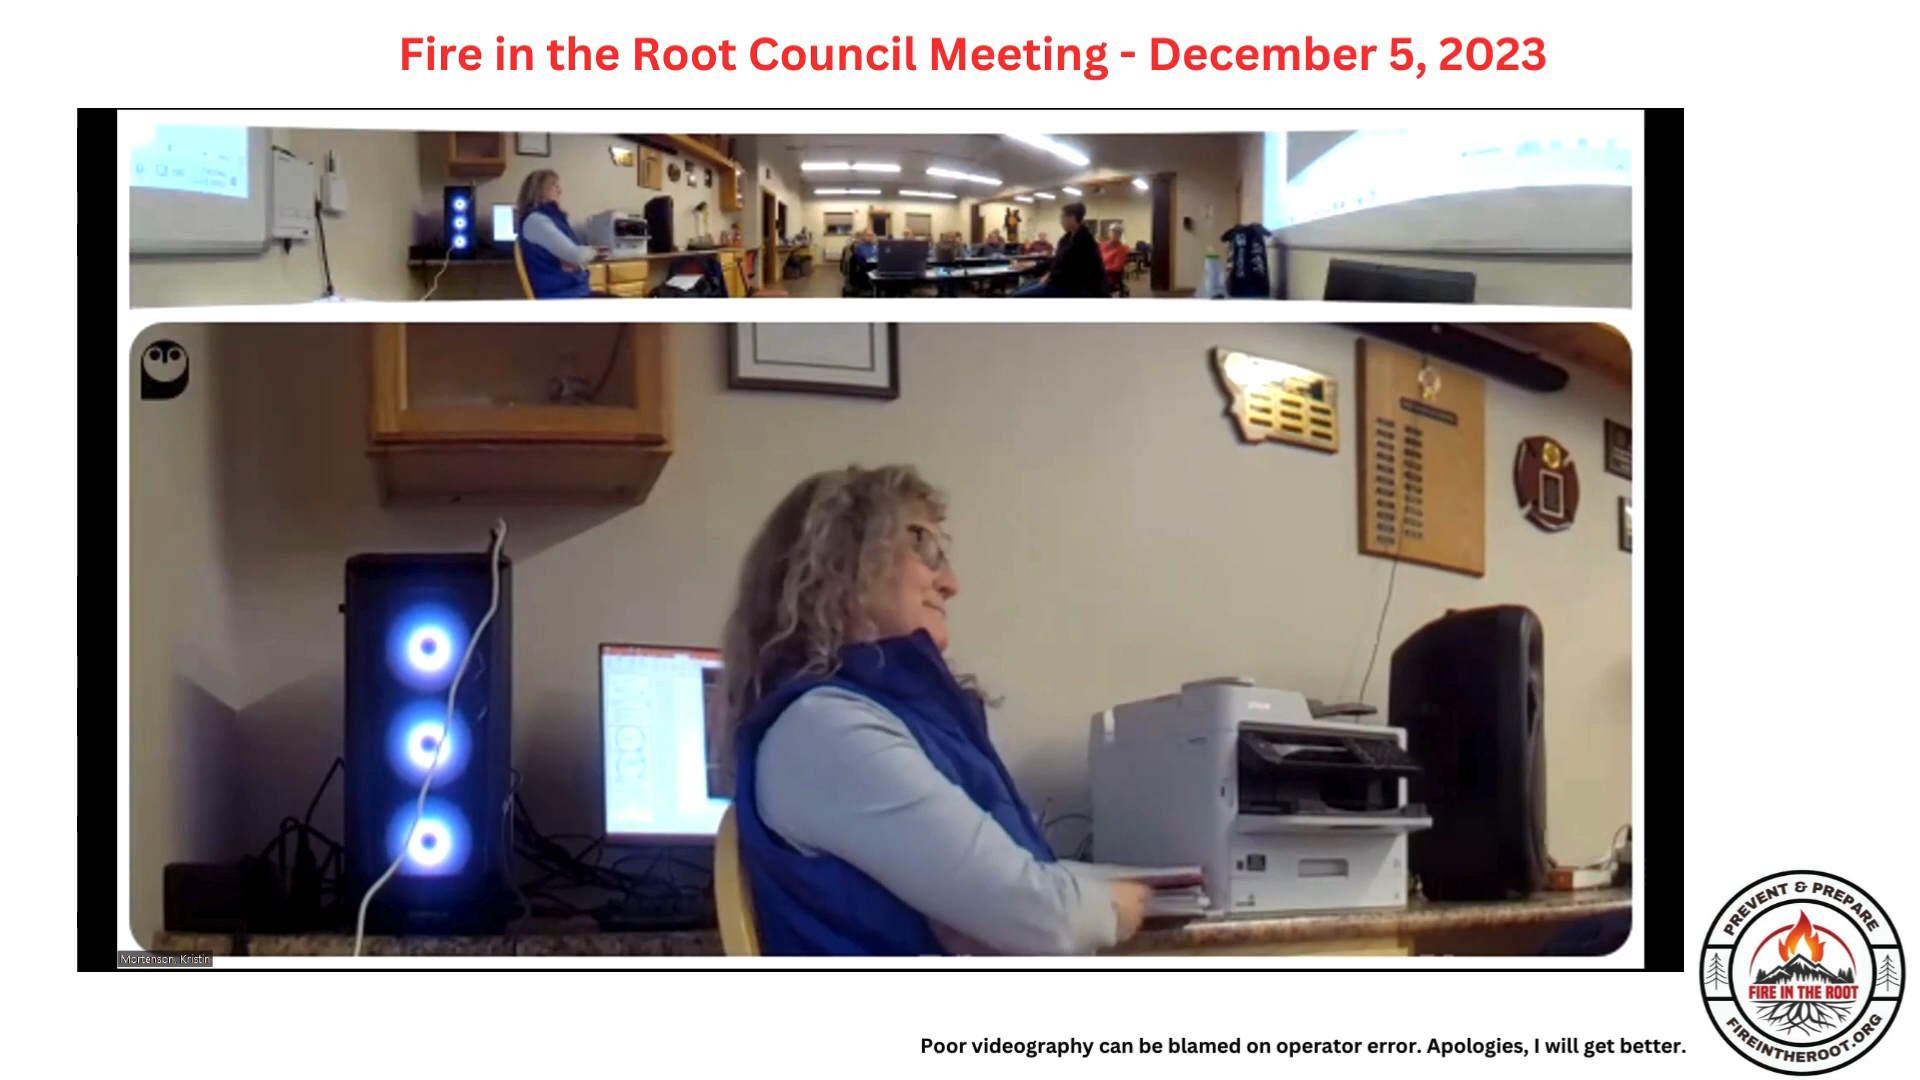 Fire in the Root Council Meeting - December 5, 2023
Mortenson, Kristin
PREVENT & PREPARE
FIRE IN THE ROOT
FIREINTHEROOT.ORG
Poor videography can be blamed on operator error. Apologies, I will get better.